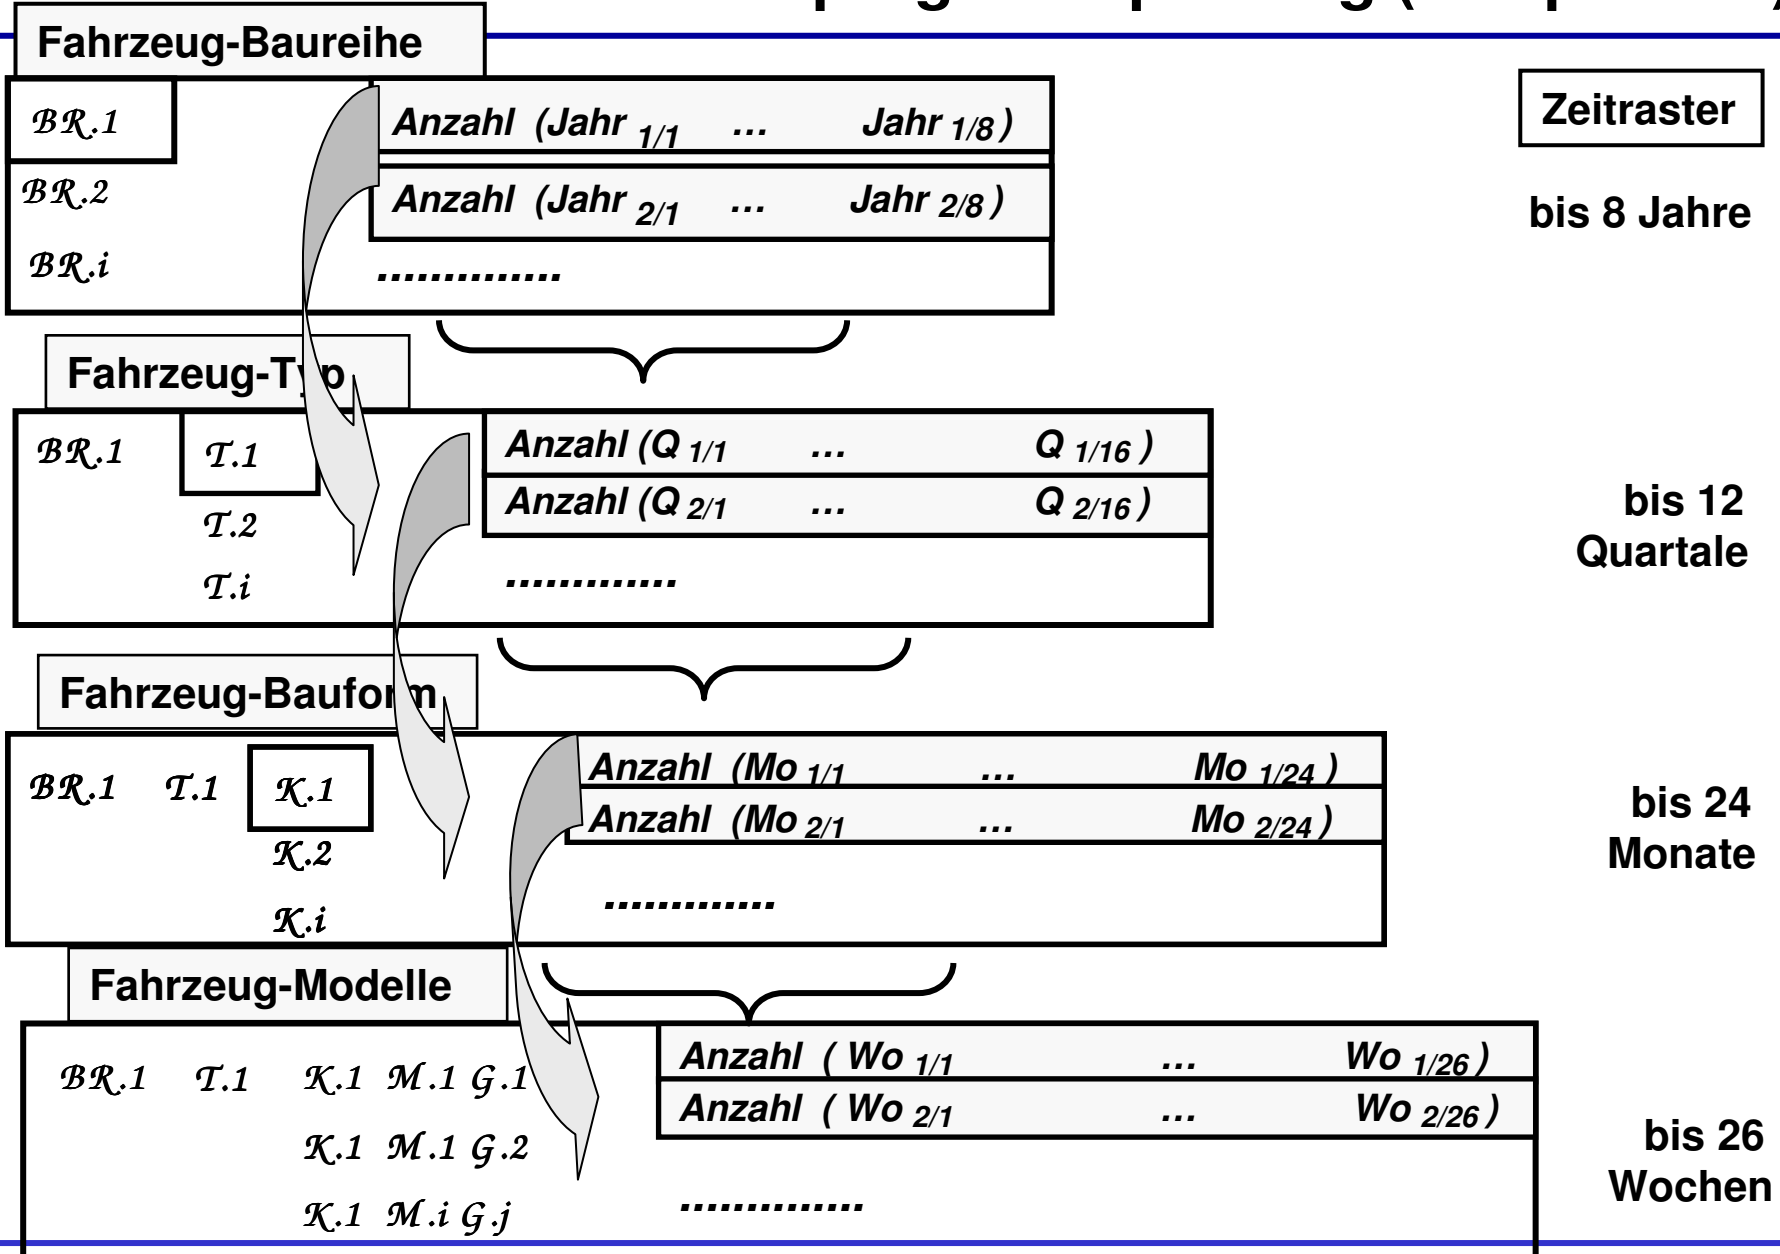 Fahrzeug-Baureihe
Zeitraster
BR.1 Anzahl (Jahr 1/1 ... Jahr 1/8 )
BR.2 Anzahl (Jahr 2/1 ... Jahr 2/8 )
bis 8 Jahre
BR.i ..............
Fahrzeug-Typ
BR.1 T.1 Anzahl (Q 1/1 ... Q 1/16 )
T.2 Anzahl (Q 2/1 ... Q 2/16 )
bis 12
Quartale
T.i .............
Fahrzeug-Bauform
BR.1 T.1 K.1 Anzahl (Mo 1/1 ... Mo 1/24 )
K.2 Anzahl (Mo 2/1 ... Mo 2/24 )
bis 24
Monate
K.i .............
Fahrzeug-Modelle
BR.1 T.1 K.1 M.1 G.1 Anzahl ( Wo 1/1 ... Wo 1/26 )
K.1 M.1 G.2 Anzahl ( Wo 2/1 ... Wo 2/26 )
bis 26
Wochen
K.1 M.i G.j ..............